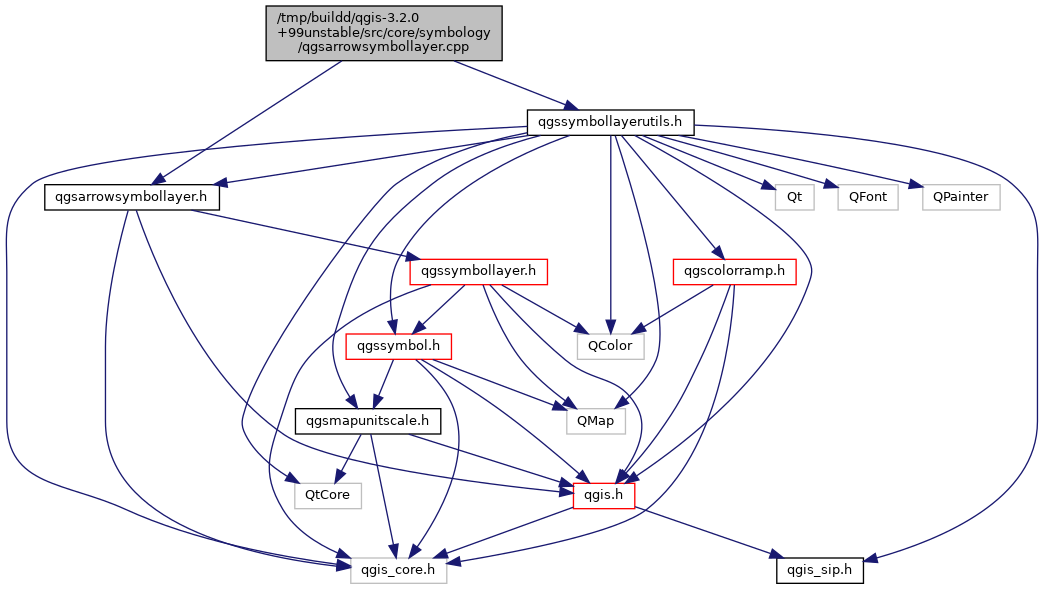 /tmp/buildd/qgis-3.2.0
+99unstable/src/core/symbology
/qgsarrowsymbollayer.cpp
qgssymbollayerutils.h
qgsarrowsymbollayer.h
Qt
QFont
QPainter
qgssymbollayer.h
qgscolorramp.h
qgssymbol.h
QColor
qgsmapunitscale.h
QMap
QtCore
qgis.h
qgis_core.h
qgis_sip.h